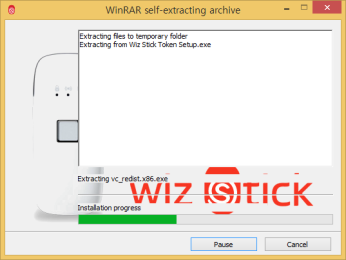 WinRAR self-extracting archive
Extracting files to temporary folder
Extracting from Wiz Stick Token Setup.exe
Extracting vc_redist.x86.exe
WIZ STICK
Installation progress
Pause
Cancel